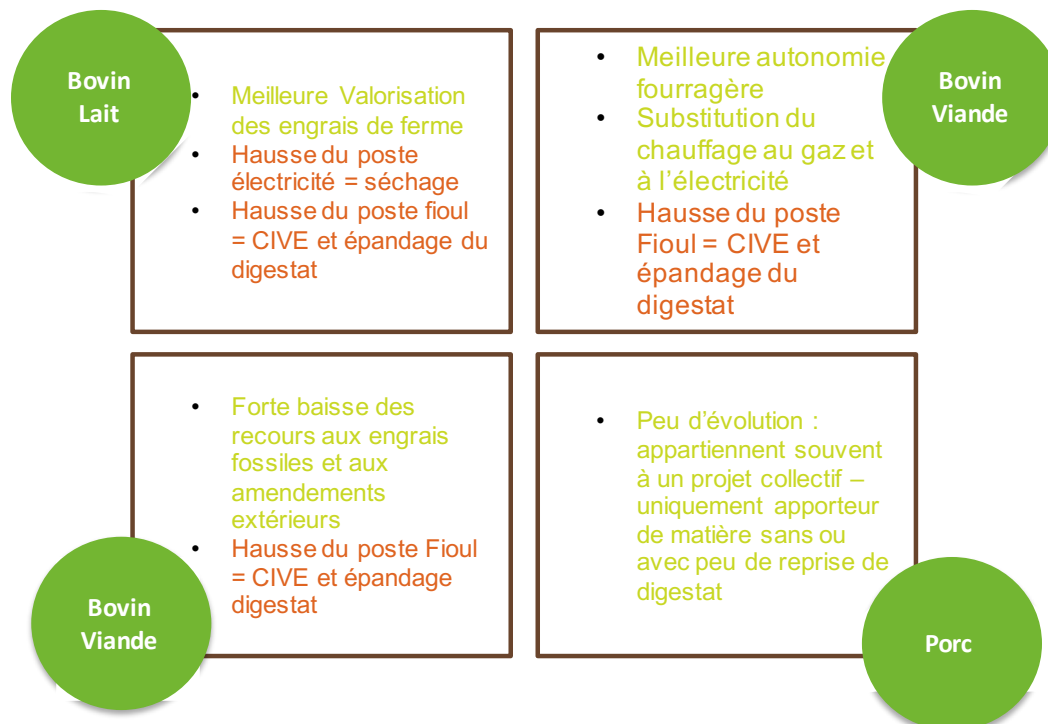 Bovin
Lait
• Meilleure Valorisation
des engrais de ferme
• Hausse du poste
électricité = séchage
• Hausse du poste fioul
= CIVE et épandage du
digestat
• Meilleure autonomie
fourragère
• Substitution du
chauffage au gaz et
à l’électricité
• Hausse du poste
Fioul = CIVE et
épandage du
digestat
Bovin
Viande
• Forte baisse des
recours aux engrais
fossiles et aux
amendements
extérieurs
• Hausse du poste Fioul
= CIVE et épandage
digestat
Bovin
Viande
• Peu d’évolution :
appartiennent souvent
à un projet collectif –
uniquement apporteur
de matière sans ou
avec peu de reprise de
digestat
Porc